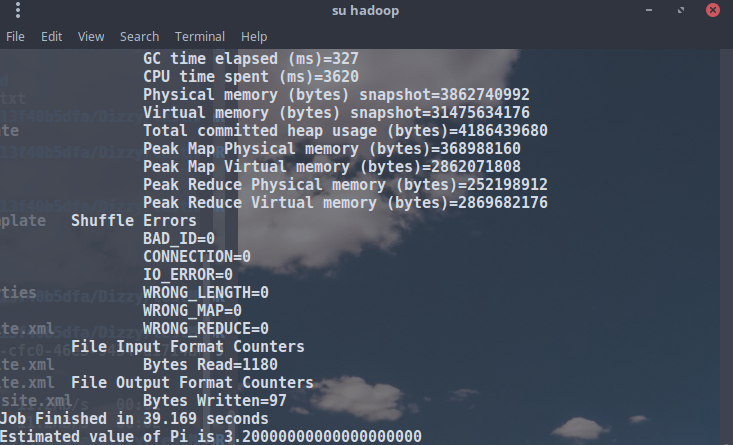 su hadoop
File Edit View Search Terminal Help
GC time elapsed (ms)=327
CPU time spent (ms)=3620
Physical memory (bytes) snapshot=3862740992
Virtual memory (bytes) snapshot=31475634176
Total committed heap usage (bytes)=4186439680
Peak Map Physical memory (bytes)=368988160
Peak Map Virtual memory (bytes)=2862071808
Peak Reduce Physical memory (bytes)=252198912
Peak Reduce Virtual memory (bytes)=2869682176
Shuffle Errors
BAD_ID=0
CONNECTION=0
IO_ERROR=0
WRONG_LENGTH=0
WRONG_MAP=0
WRONG_REDUCE=0
File Input Format Counters
Bytes Read=1180
File Output Format Counters
Bytes Written=97
Job Finished in 39.169 seconds
Estimated value of Pi is 3.20000000000000000000